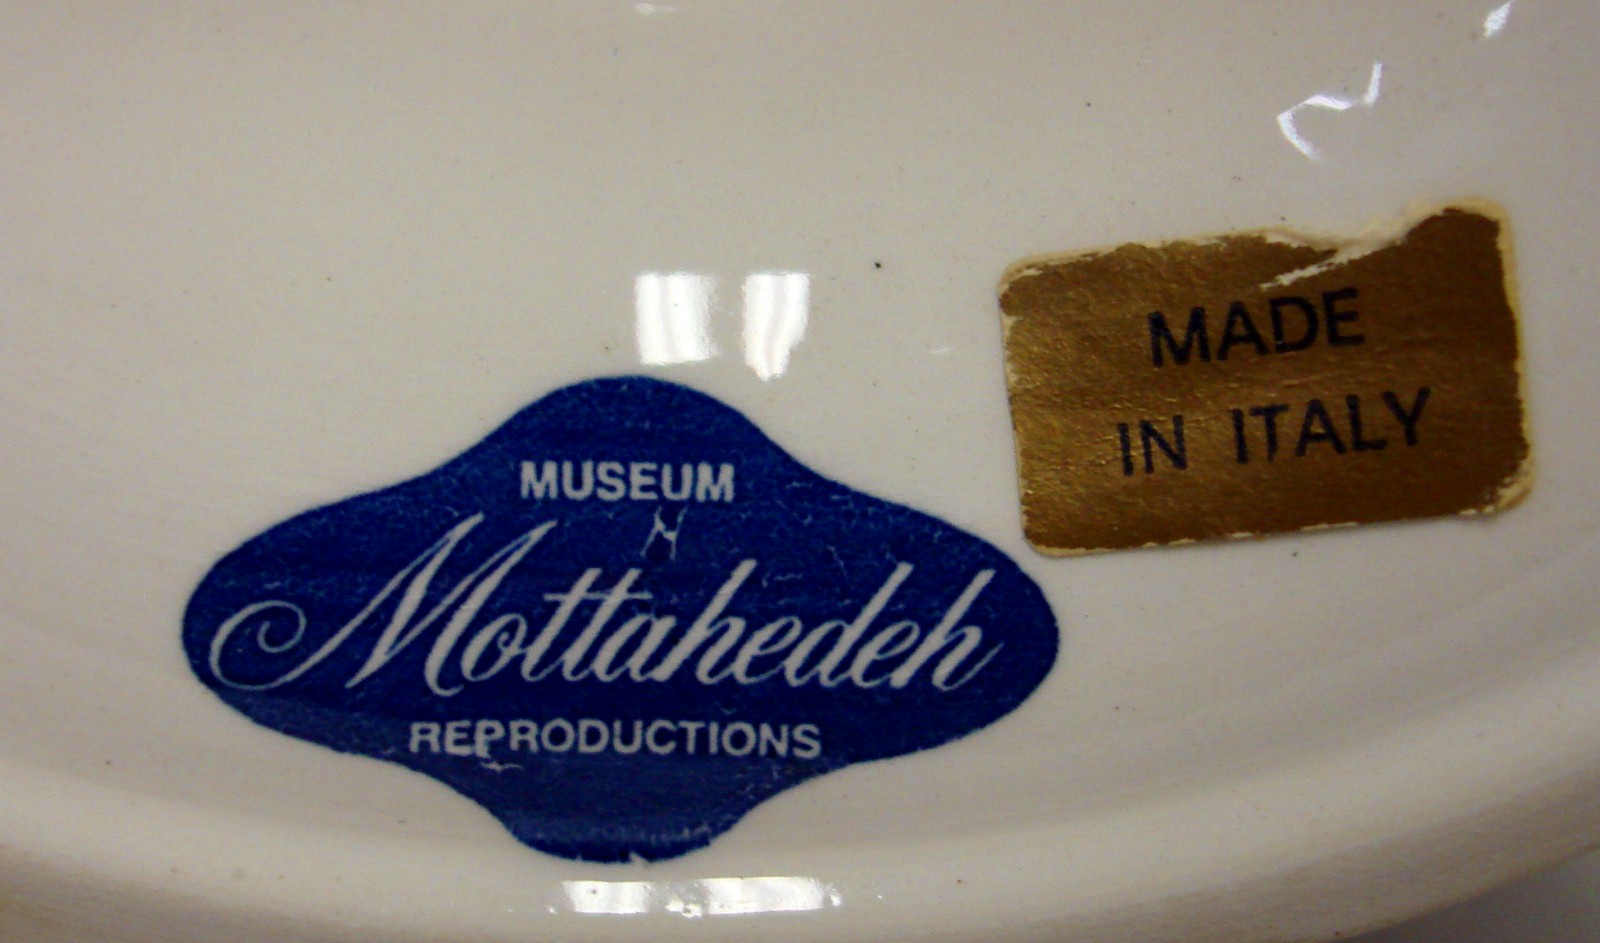 MUSEUM
Mottahedeh
REPRODUCTIONS
MADE
IN ITALY